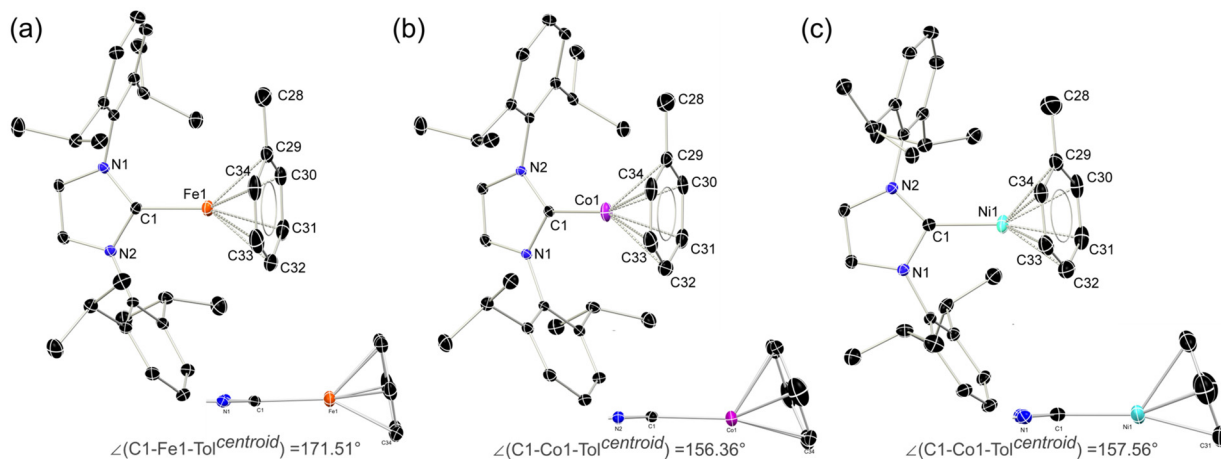 (a)
C28
C29
C34
C30
N1
Fe1
C1
C31
C33
C32
N2
N1
C1
Fe1
C34
∠(C1-Fe1-Tol^centroid) =171.51°
(b)
C28
C29
C34
C30
N2
Co1
C1
C31
C33
N1
C32
N2
C1
Co1
C34
∠(C1-Co1-Tol^centroid) =156.36°
(c)
C28
C29
C34
C30
N2
Ni1
C1
C31
C33
N1
C32
N1
C1
Ni1
C31
∠(C1-Co1-Tol^centroid) =157.56°